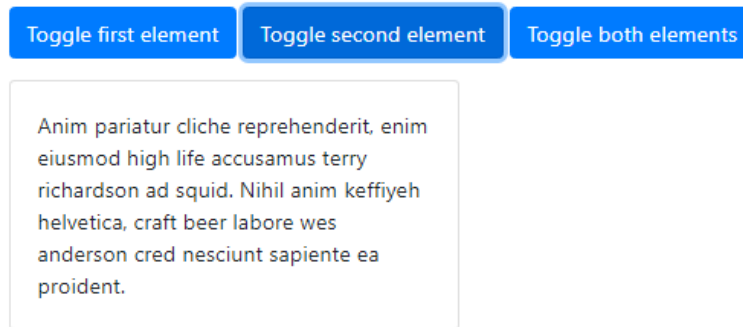 Toggle first element Toggle second element Toggle both elements
Anim pariatur cliche reprehenderit, enim
eiusmod high life accusamus terry
richardson ad squid. Nihil anim keffiyeh
helvetica, craft beer labore wes
anderson cred nesciunt sapiente ea
proident.